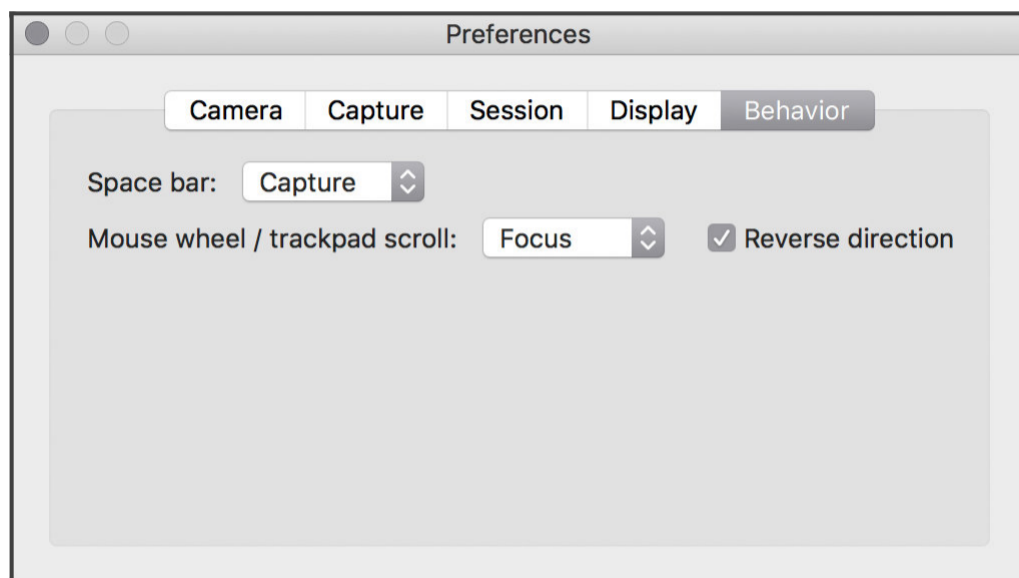 Preferences
Camera Capture Session Display Behavior
Space bar: Capture
Mouse wheel / trackpad scroll: Focus Reverse direction